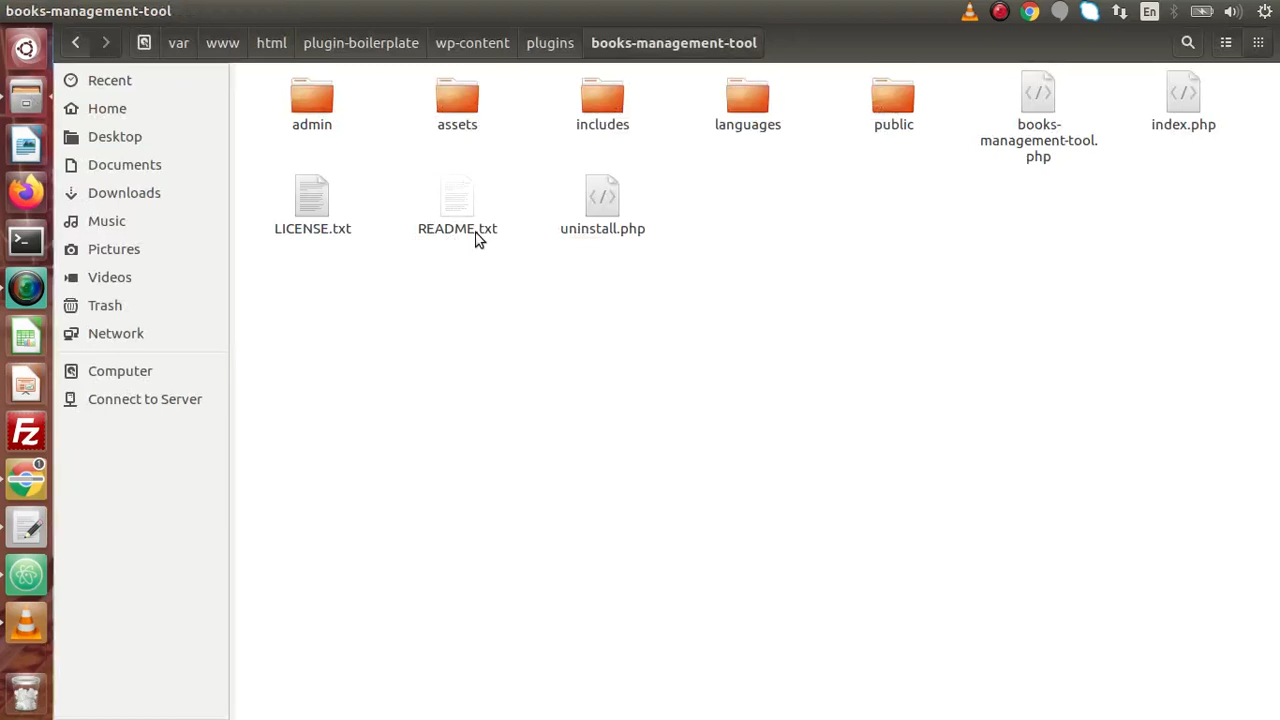 books-management-tool
En
var
www
html
plugin-boilerplate
wp-content
plugins
books-management-tool
Recent
Home
Desktop
Documents
Downloads
Music
Pictures
Videos
Trash
Network
Computer
Connect to Server
admin
assets
includes
languages
public
books-
management-tool.
php
index.php
LICENSE.txt
README.txt
uninstall.php
Fz
1